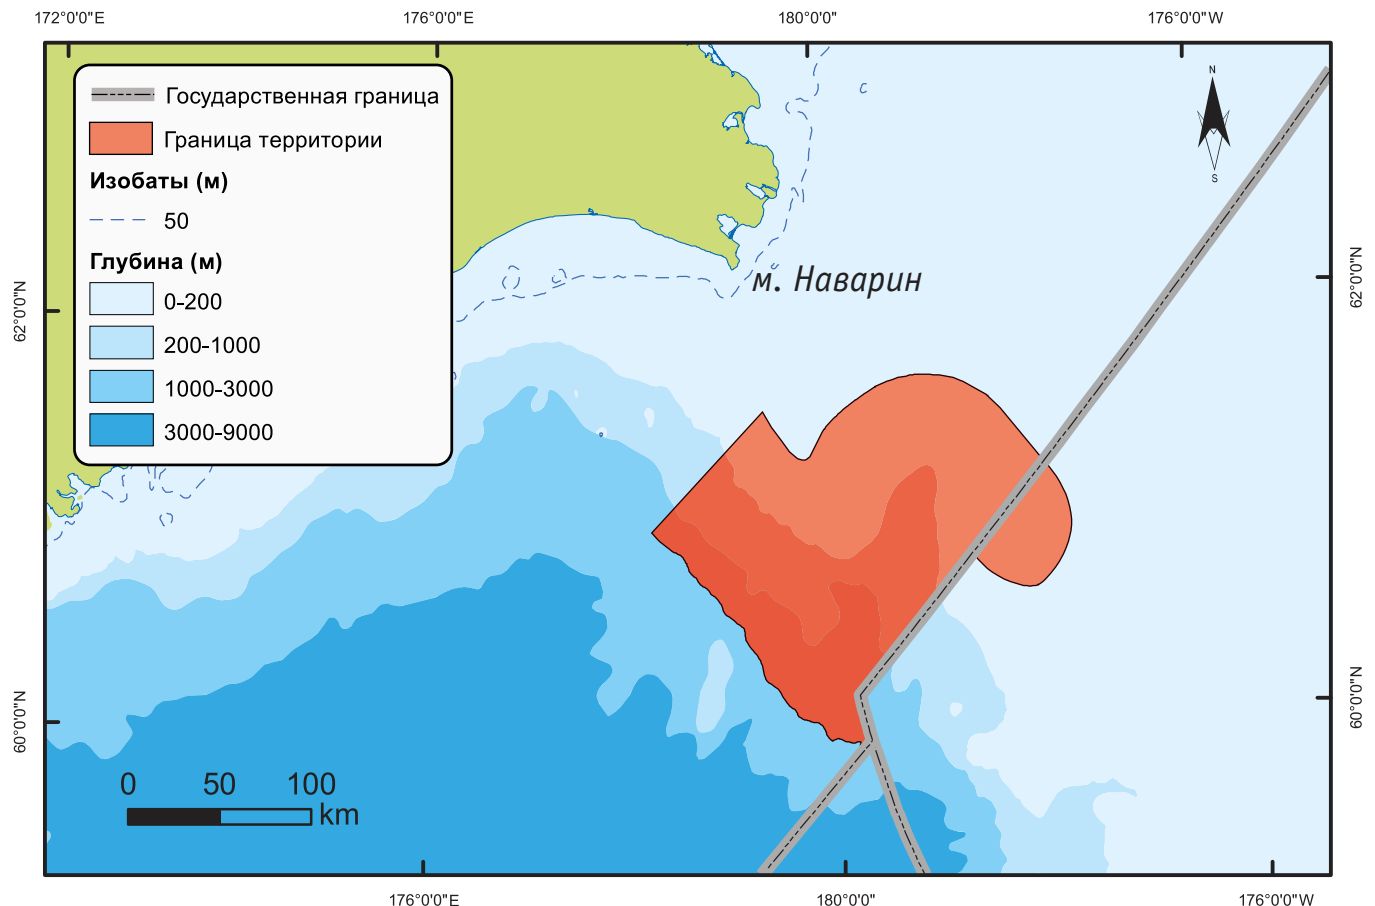 172°0'0"E
176°0'0"E
180°0'0"
176°0'0"W
Государственная граница
Граница территории
Изобаты (м)
50
Глубина (м)
0-200
200-1000
1000-3000
3000-9000
N
S
м. Наварин
62°0'0"N
62°0'0"N
60°0'0"N
60°0'0"N
0 50 100
km
176°0'0"E
180°0'0"
176°0'0"W